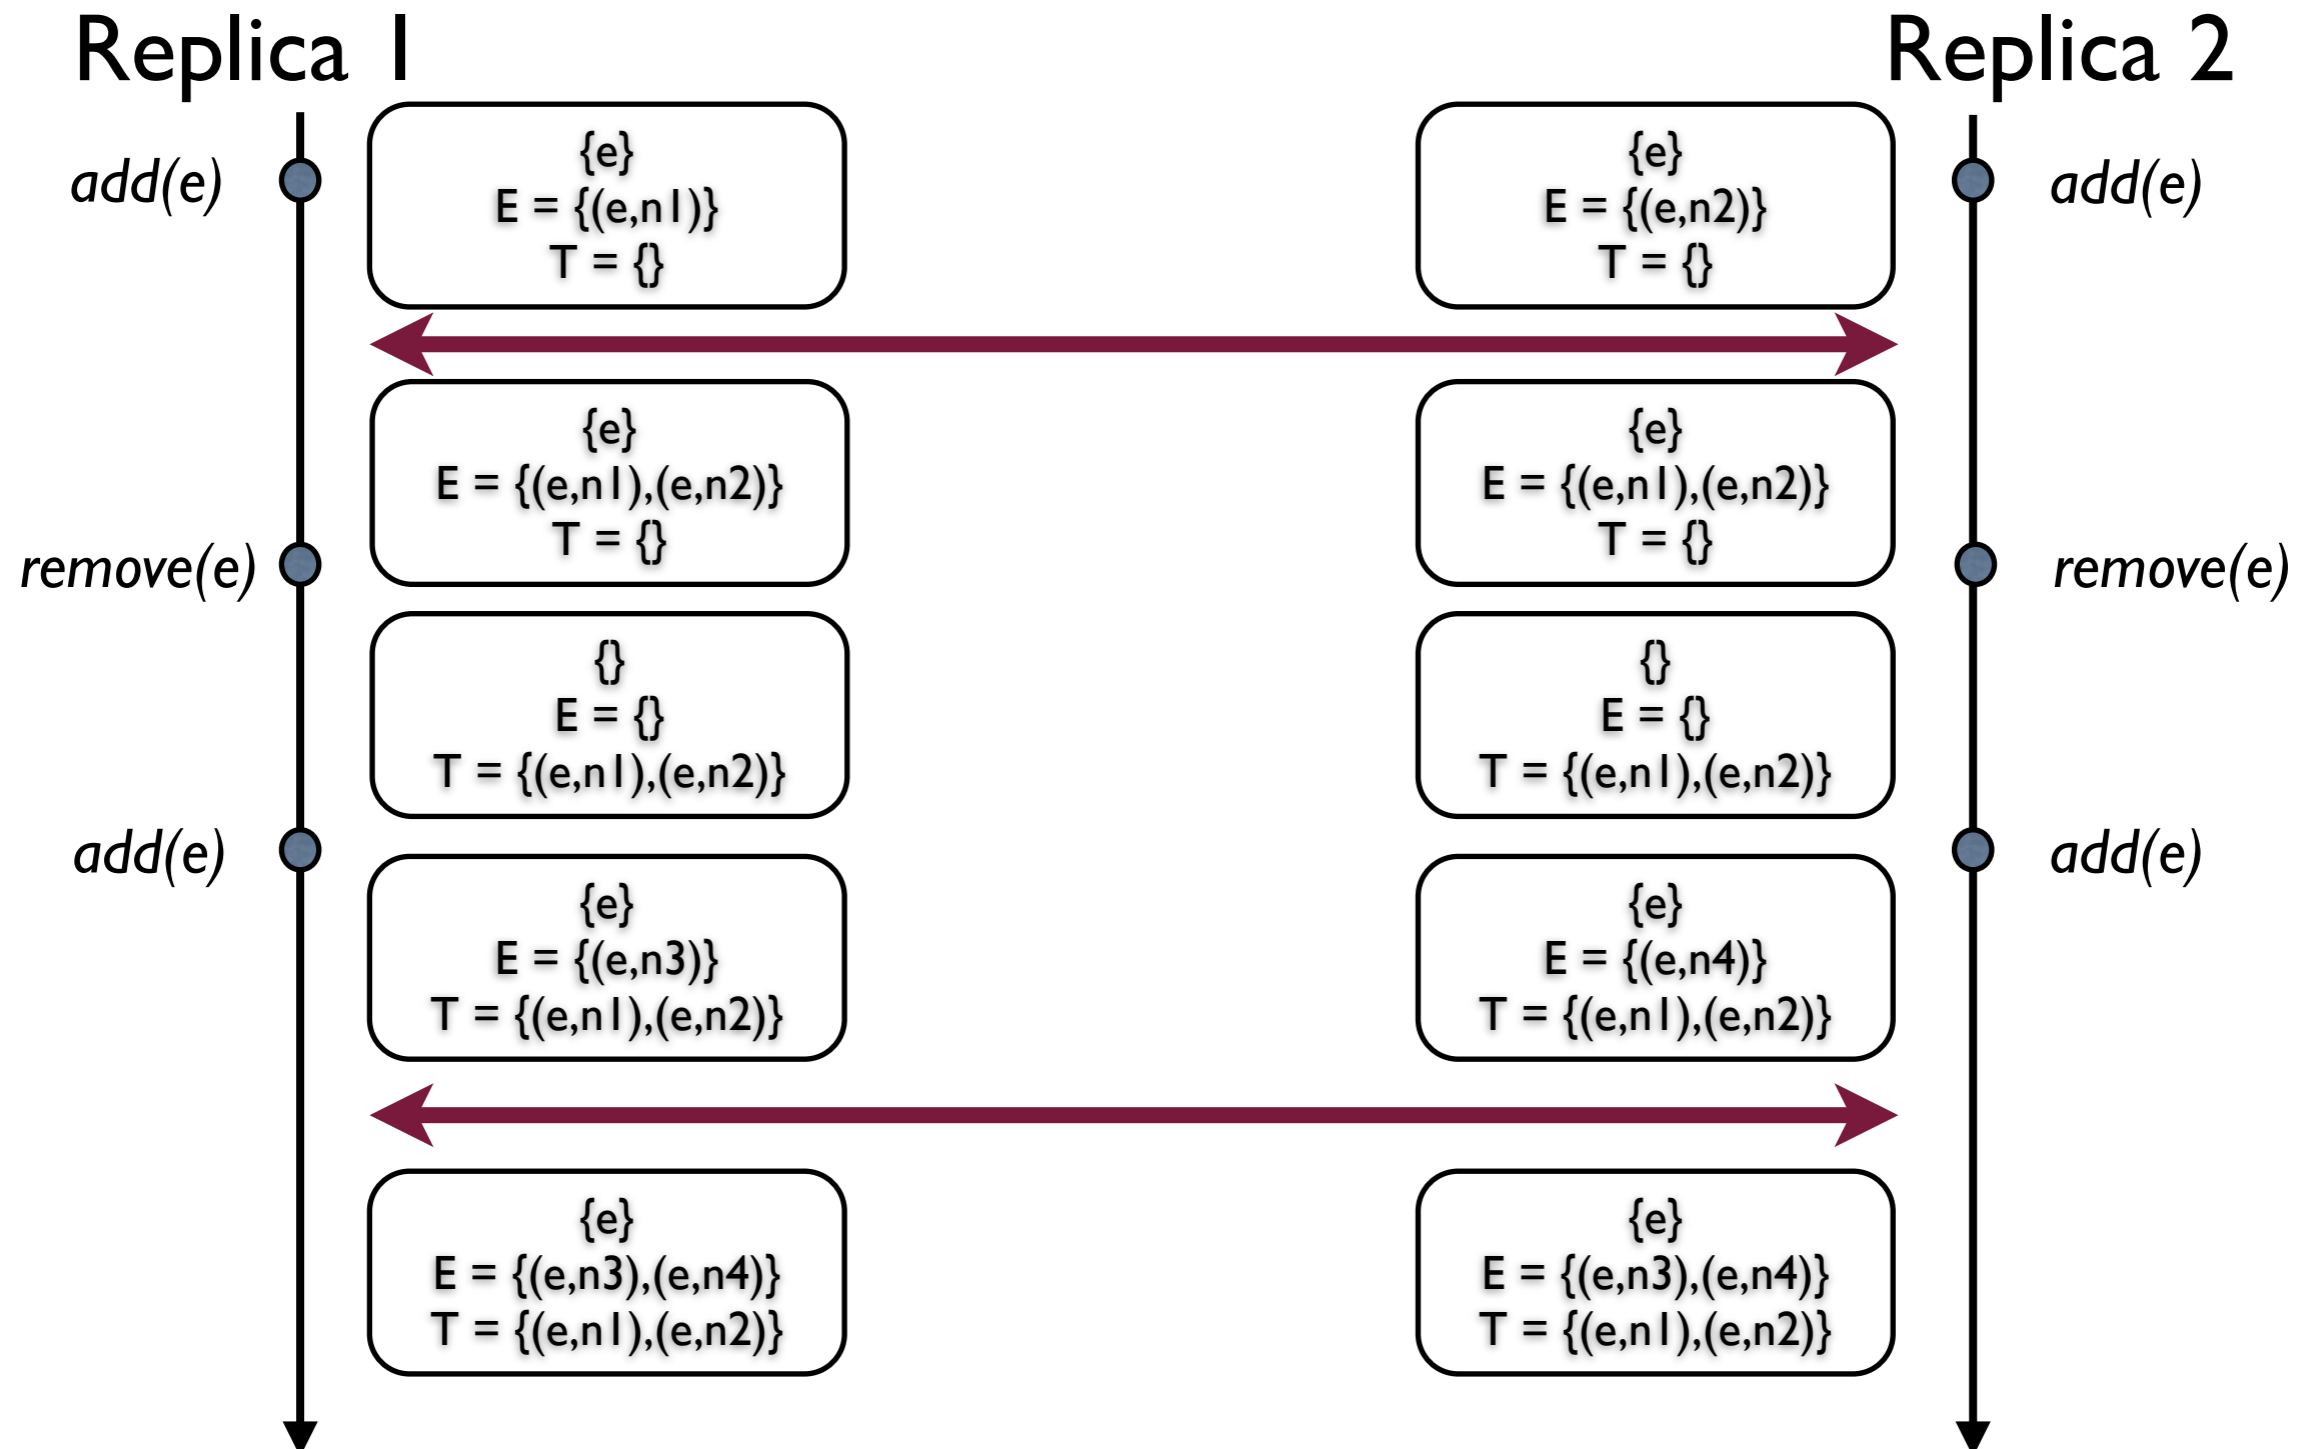 Replica 1
Replica 2
add(e)
{e}
E = {(e,n1)}
T = {}
{e}
E = {(e,n2)}
T = {}
add(e)
{e}
E = {(e,n1),(e,n2)}
T = {}
{e}
E = {(e,n1),(e,n2)}
T = {}
remove(e)
remove(e)
{}
E = {}
T = {(e,n1),(e,n2)}
{}
E = {}
T = {(e,n1),(e,n2)}
add(e)
add(e)
{e}
E = {(e,n3)}
T = {(e,n1),(e,n2)}
{e}
E = {(e,n4)}
T = {(e,n1),(e,n2)}
{e}
E = {(e,n3),(e,n4)}
T = {(e,n1),(e,n2)}
{e}
E = {(e,n3),(e,n4)}
T = {(e,n1),(e,n2)}